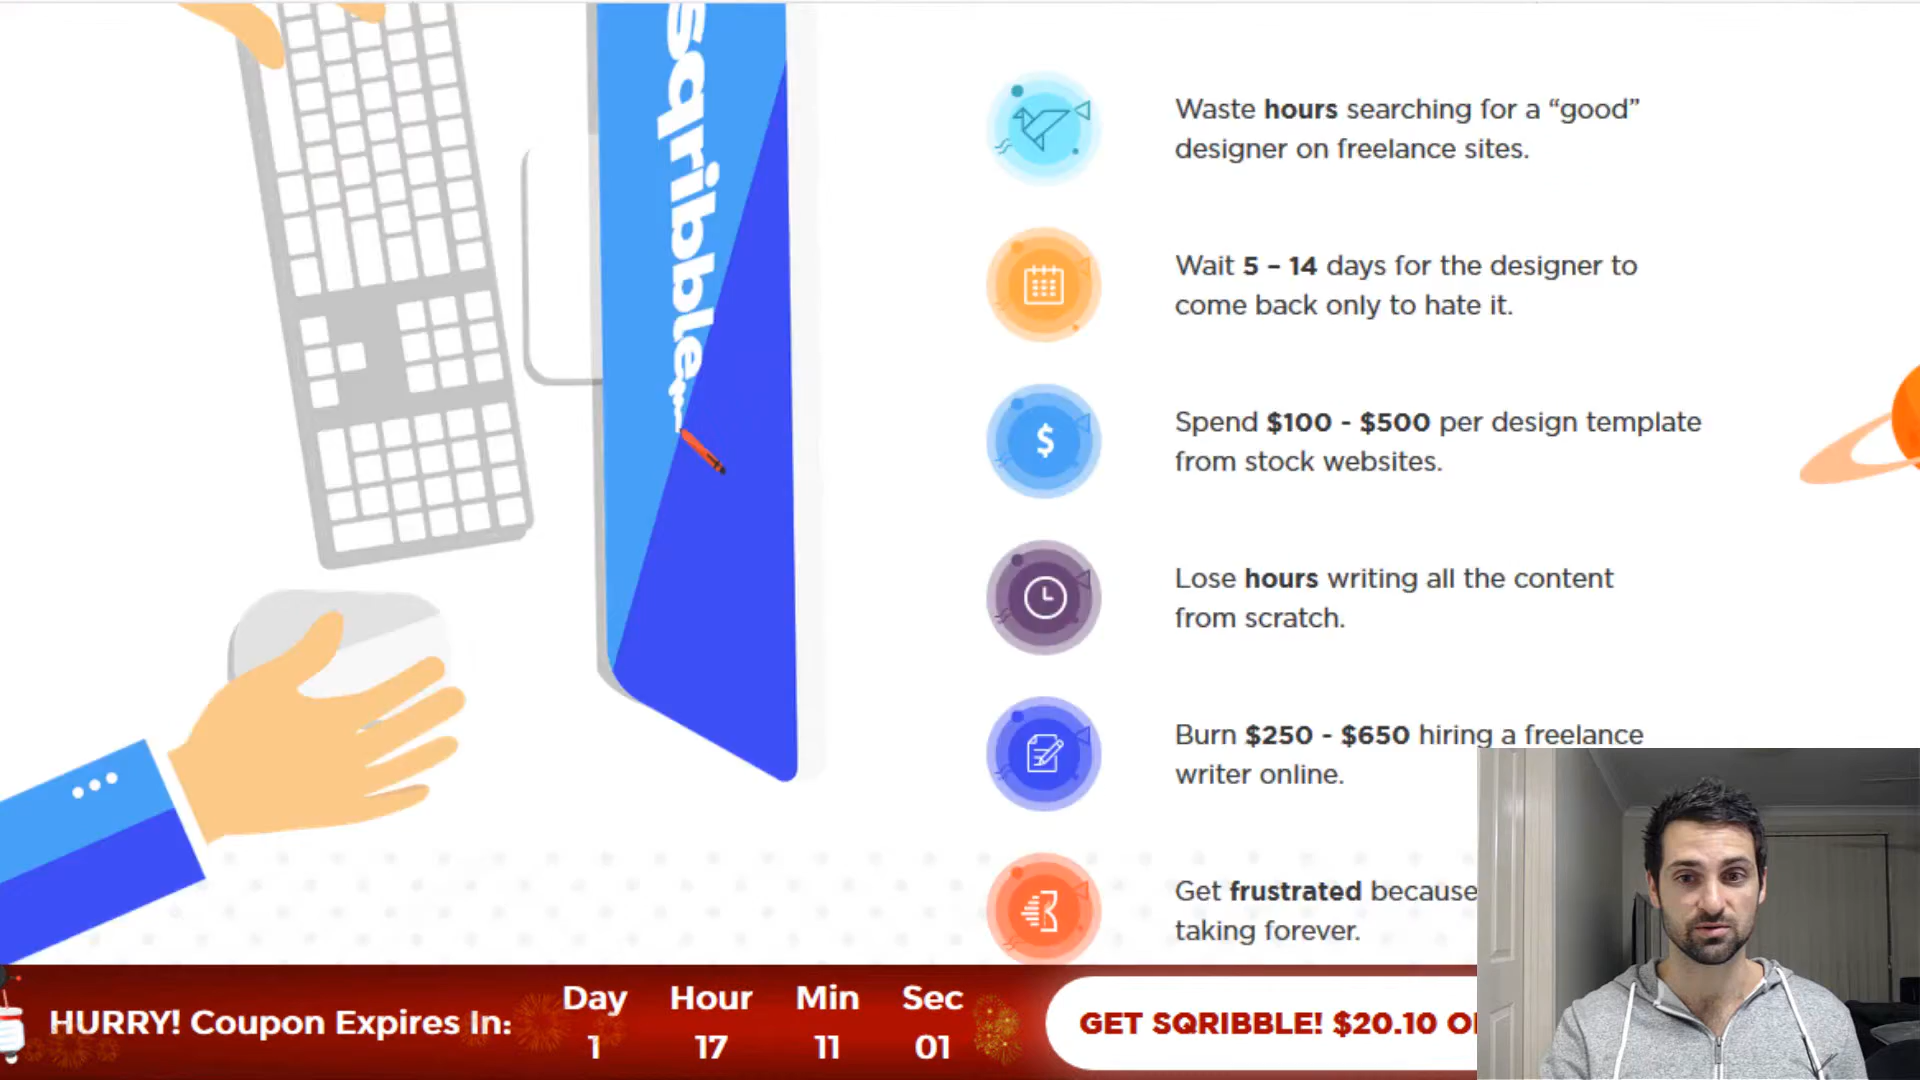 Sqribble
Waste hours searching for a “good”
designer on freelance sites.
Wait 5 – 14 days for the designer to
come back only to hate it.
Spend $100 - $500 per design template
from stock websites.
$
Lose hours writing all the content
from scratch.
Burn $250 - $650 hiring a freelance
writer online.
Get frustrated because
taking forever.
HURRY! Coupon Expires In:
Day Hour Min Sec
1 17 11 01
GET SQRIBBLE! $20.10